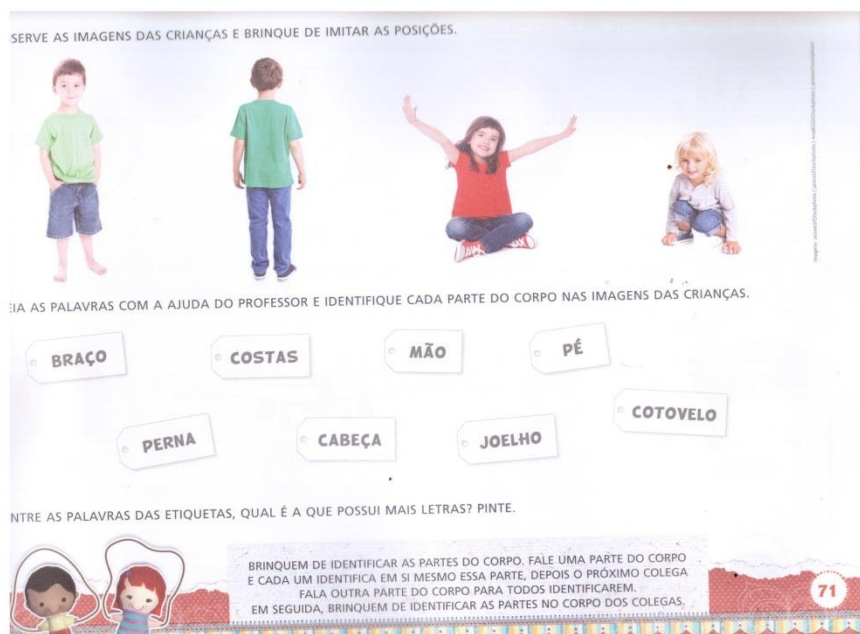 SERVE AS IMAGENS DAS CRIANÇAS E BRINQUE DE IMITAR AS POSIÇÕES.
EIA AS PALAVRAS COM A AJUDA DO PROFESSOR E IDENTIFIQUE CADA PARTE DO CORPO NAS IMAGENS DAS CRIANÇAS.
BRAÇO
COSTAS
MÃO
PÉ
PERNA
CABEÇA
JOELHO
COTOVELO
NTRE AS PALAVRAS DAS ETIQUETAS, QUAL É A QUE POSSUI MAIS LETRAS? PINTE.
BRINQUEM DE IDENTIFICAR AS PARTES DO CORPO. FALE UMA PARTE DO CORPO
E CADA UM IDENTIFICA EM SI MESMO ESSA PARTE, DEPOIS O PRÓXIMO COLEGA
FALA OUTRA PARTE DO CORPO PARA TODOS IDENTIFICAREM.
EM SEGUIDA, BRINQUEM DE IDENTIFICAR AS PARTES NO CORPO DOS COLEGAS.
71